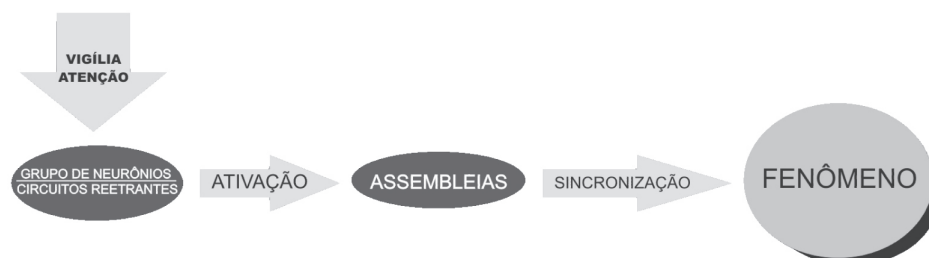 VIGÍLIA
ATENÇÃO
GRUPO DE NEURÔNIOS
CIRCUITOS REETRANTES
ATIVAÇÃO
ASSEMBLEIAS
SINCRONIZAÇÃO
FENÔMENO